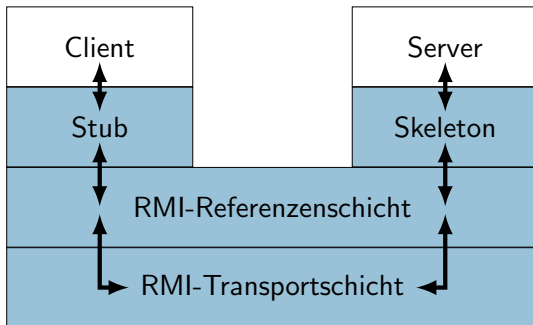 Client
Server
Stub
Skeleton
RMI-Referenzenschicht
RMI-Transportschicht